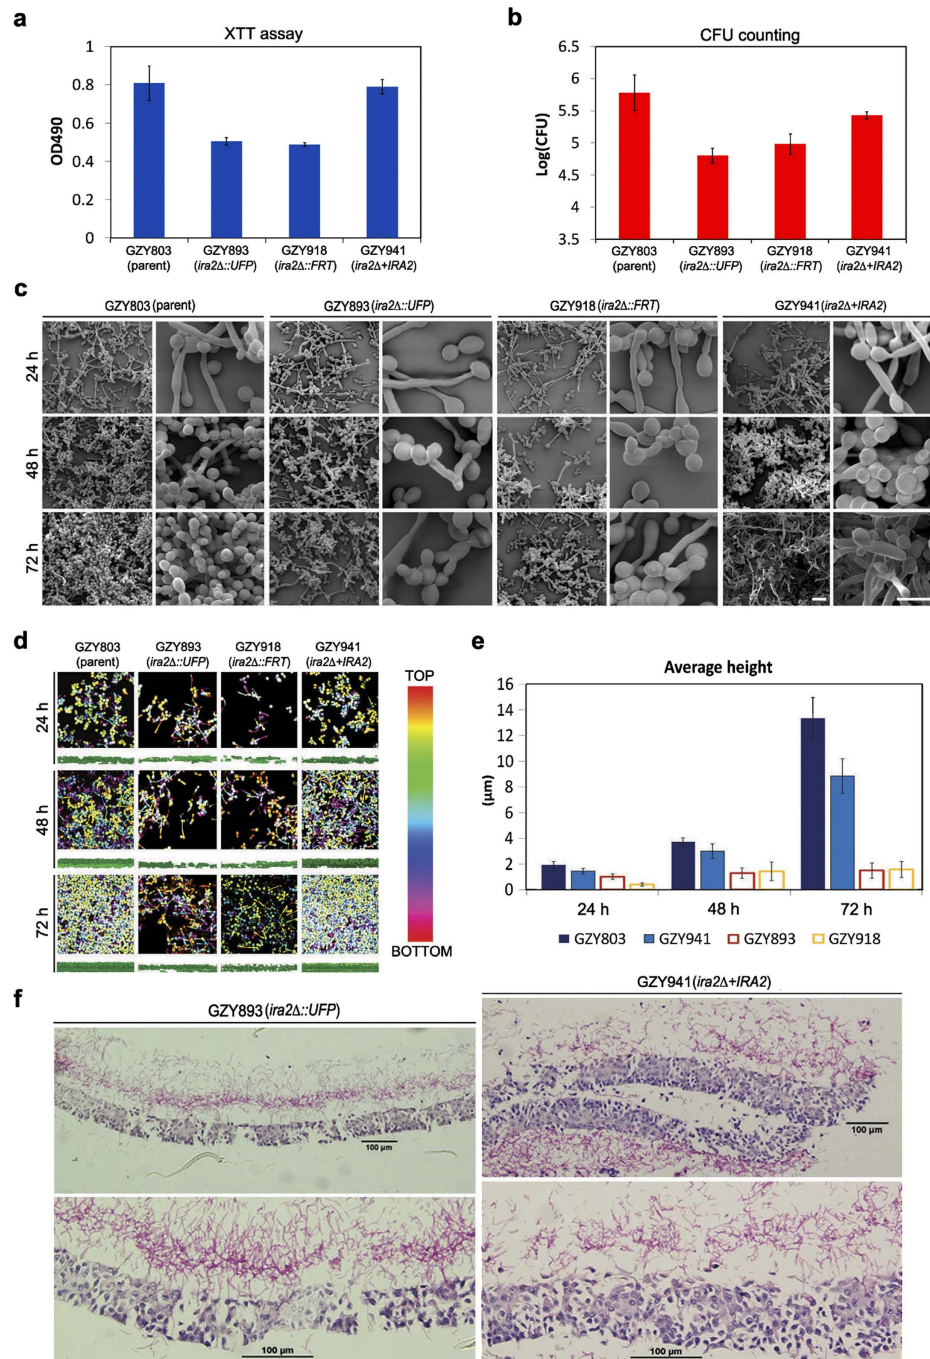 a
XTT assay
1
0.8
0.6
0.4
0.2
0
OD490
GZY803
(parent)
GZY893
(ira2Δ::UFP)
GZY918
(ira2Δ::FRT)
GZY941
(ira2Δ+IRA2)
b
CFU counting
6.5
6
5.5
5
4.5
4
3.5
Log(CFU)
GZY803
(parent)
GZY893
(ira2Δ::UFP)
GZY918
(ira2Δ::FRT)
GZY941
(ira2Δ+IRA2)
c
GZY803 (parent)
GZY893 (ira2Δ::UFP)
GZY918 (ira2Δ::FRT)
GZY941 (ira2Δ+IRA2)
24 h
48 h
72 h
d
GZY803
(parent)
GZY893
(ira2Δ::UFP)
GZY918
(ira2Δ::FRT)
GZY941
(ira2Δ+IRA2)
24 h
48 h
72 h
TOP
BOTTOM
e
Average height
16
14
12
10
8
6
4
2
0
(µm)
24 h
48 h
72 h
GZY803
GZY941
GZY893
GZY918
f
GZY893 (ira2Δ::UFP)
GZY941 (ira2Δ+IRA2)
100 µm
100 µm
100 µm
100 µm